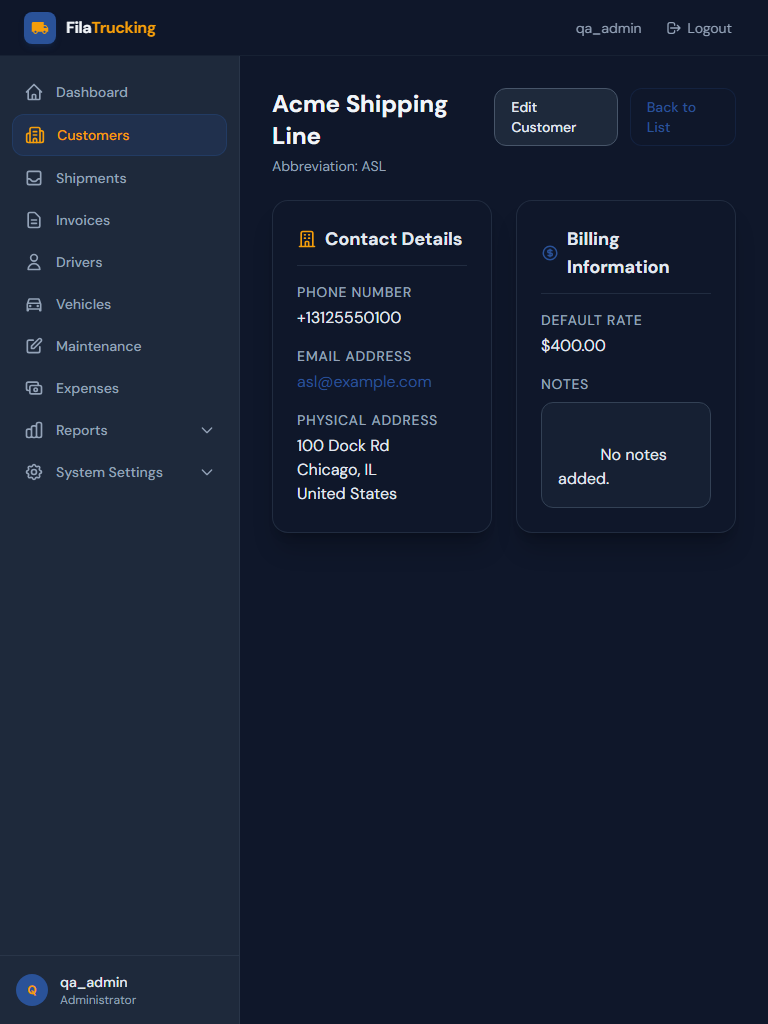 FilaTrucking
qa_admin
Logout
Dashboard
Customers
Shipments
Invoices
Drivers
Vehicles
Maintenance
Expenses
Reports
System Settings
qa_admin
Administrator
Q
Acme Shipping
Line
Abbreviation: ASL
Edit
Customer
Back to
List
Contact Details
PHONE NUMBER
+13125550100
EMAIL ADDRESS
asl@example.com
PHYSICAL ADDRESS
100 Dock Rd
Chicago, IL
United States
Billing
Information
DEFAULT RATE
$400.00
NOTES
No notes
added.